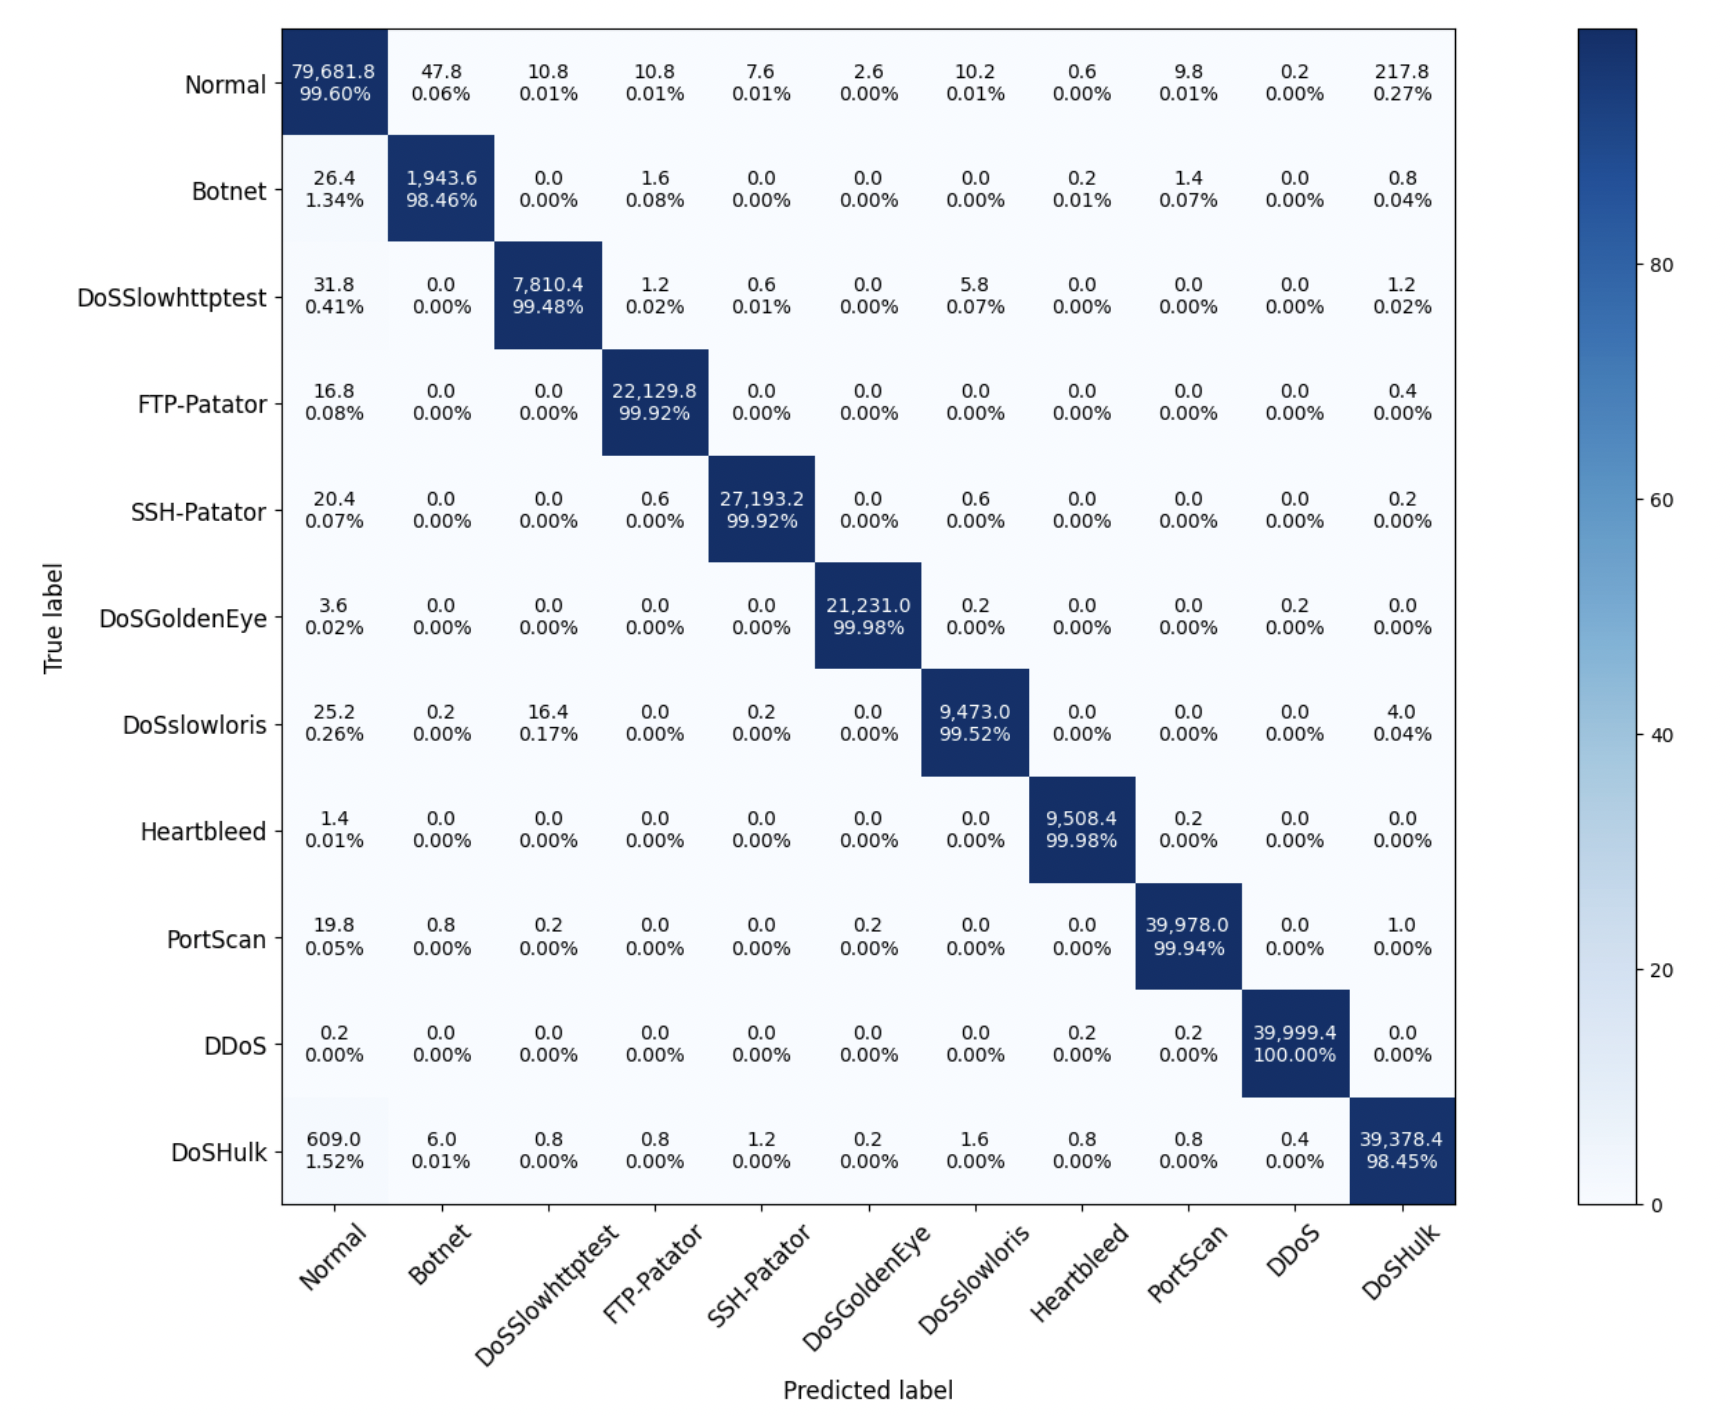 Normal 79,681.8 47.8 10.8 10.8 7.6 2.6 10.2 0.6 9.8 0.2 217.8
99.60% 0.06% 0.01% 0.01% 0.01% 0.00% 0.01% 0.00% 0.01% 0.00% 0.27%
Botnet 26.4 1,943.6 0.0 1.6 0.0 0.0 0.0 0.2 1.4 0.0 0.8
1.34% 98.46% 0.00% 0.08% 0.00% 0.00% 0.00% 0.01% 0.07% 0.00% 0.04%
80
DoSSlowhttptest 31.8 0.0 7,810.4 1.2 0.6 0.0 5.8 0.0 0.0 0.0 1.2
0.41% 0.00% 99.48% 0.02% 0.01% 0.00% 0.07% 0.00% 0.00% 0.00% 0.02%
FTP-Patator 16.8 0.0 0.0 22,129.8 0.0 0.0 0.0 0.0 0.0 0.0 0.4
0.08% 0.00% 0.00% 99.92% 0.00% 0.00% 0.00% 0.00% 0.00% 0.00% 0.00%
60
SSH-Patator 20.4 0.0 0.0 0.6 27,193.2 0.0 0.6 0.0 0.0 0.0 0.2
0.07% 0.00% 0.00% 0.00% 99.92% 0.00% 0.00% 0.00% 0.00% 0.00% 0.00%
True label
DoSGoldenEye 3.6 0.0 0.0 0.0 0.0 21,231.0 0.2 0.0 0.0 0.2 0.0
0.02% 0.00% 0.00% 0.00% 0.00% 99.98% 0.00% 0.00% 0.00% 0.00% 0.00%
DoSslowloris 25.2 0.2 16.4 0.0 0.2 0.0 9,473.0 0.0 0.0 0.0 4.0
0.26% 0.00% 0.17% 0.00% 0.00% 0.00% 99.52% 0.00% 0.00% 0.00% 0.04%
40
Heartbleed 1.4 0.0 0.0 0.0 0.0 0.0 0.0 9,508.4 0.2 0.0 0.0
0.01% 0.00% 0.00% 0.00% 0.00% 0.00% 0.00% 99.98% 0.00% 0.00% 0.00%
PortScan 19.8 0.8 0.2 0.0 0.0 0.2 0.0 0.0 39,978.0 0.0 1.0
0.05% 0.00% 0.00% 0.00% 0.00% 0.00% 0.00% 0.00% 99.94% 0.00% 0.00%
20
DDoS 0.2 0.0 0.0 0.0 0.0 0.0 0.0 0.2 0.2 39,999.4 0.0
0.00% 0.00% 0.00% 0.00% 0.00% 0.00% 0.00% 0.00% 0.00% 100.00% 0.00%
DoSHulk 609.0 6.0 0.8 0.8 1.2 0.2 1.6 0.8 0.8 0.4 39,378.4
1.52% 0.01% 0.00% 0.00% 0.00% 0.00% 0.00% 0.00% 0.00% 0.00% 98.45%
0
Normal Botnet DoSSlowhttptest FTP-Patator SSH-Patator DoSGoldenEye DoSslowloris Heartbleed PortScan DDoS DoSHulk
Predicted label